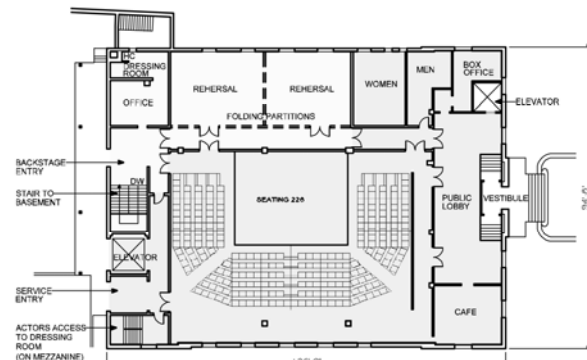 HC
DRESSING
ROOM
OFFICE
REHERSAL
REHERSAL
WOMEN
MEN
BOX
OFFICE
ELEVATOR
FOLDING PARTITIONS
BACKSTAGE
ENTRY
DW
STAIR TO
BASEMENT
SEATING 226
PUBLIC
LOBBY
VESTIBULE
ELEVATOR
SERVICE
ENTRY
CAFE
ACTORS ACCESS
TO DRESSING
ROOM
(ON MEZZANINE)